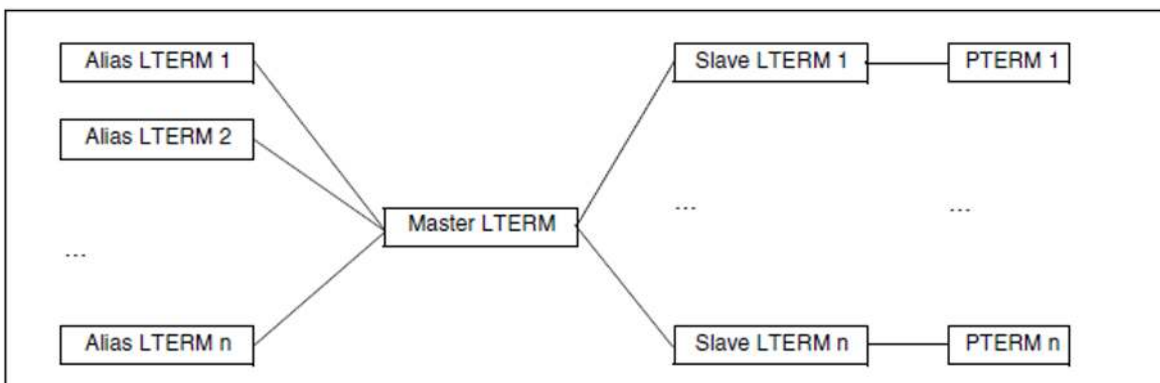 Alias LTERM 1
Slave LTERM 1
PTERM 1
Alias LTERM 2
Master LTERM
...
...
...
Alias LTERM n
Slave LTERM n
PTERM n